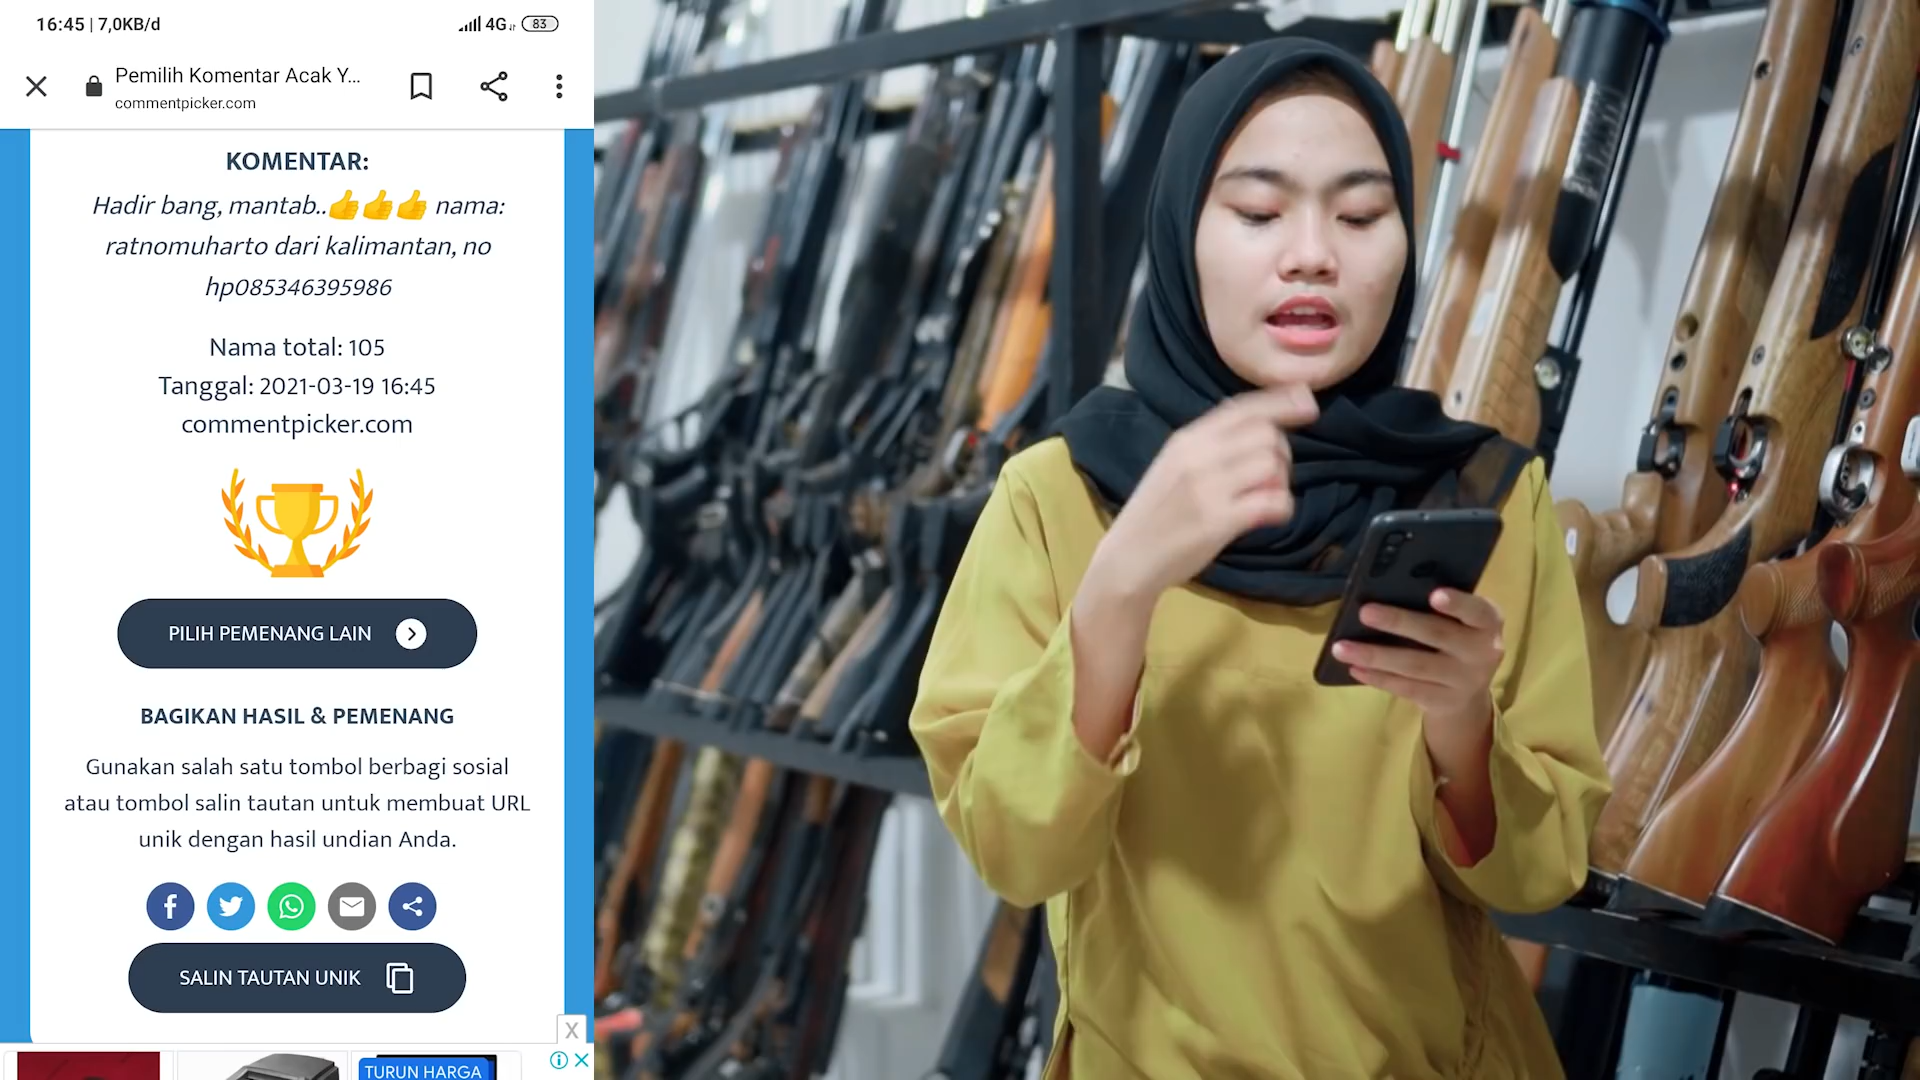 16:45 | 7,0KB/d
4G 83
Pemilih Komentar Acak Y...
commentpicker.com
KOMENTAR:
Hadir bang, mantab..👍👍👍 nama:
ratnomuharto dari kalimantan, no
hp085346395986
Nama total: 105
Tanggal: 2021-03-19 16:45
commentpicker.com
PILIH PEMENANG LAIN
BAGIKAN HASIL & PEMENANG
Gunakan salah satu tombol berbagi sosial
atau tombol salin tautan untuk membuat URL
unik dengan hasil undian Anda.
SALIN TAUTAN UNIK
X
TURUN HARGA